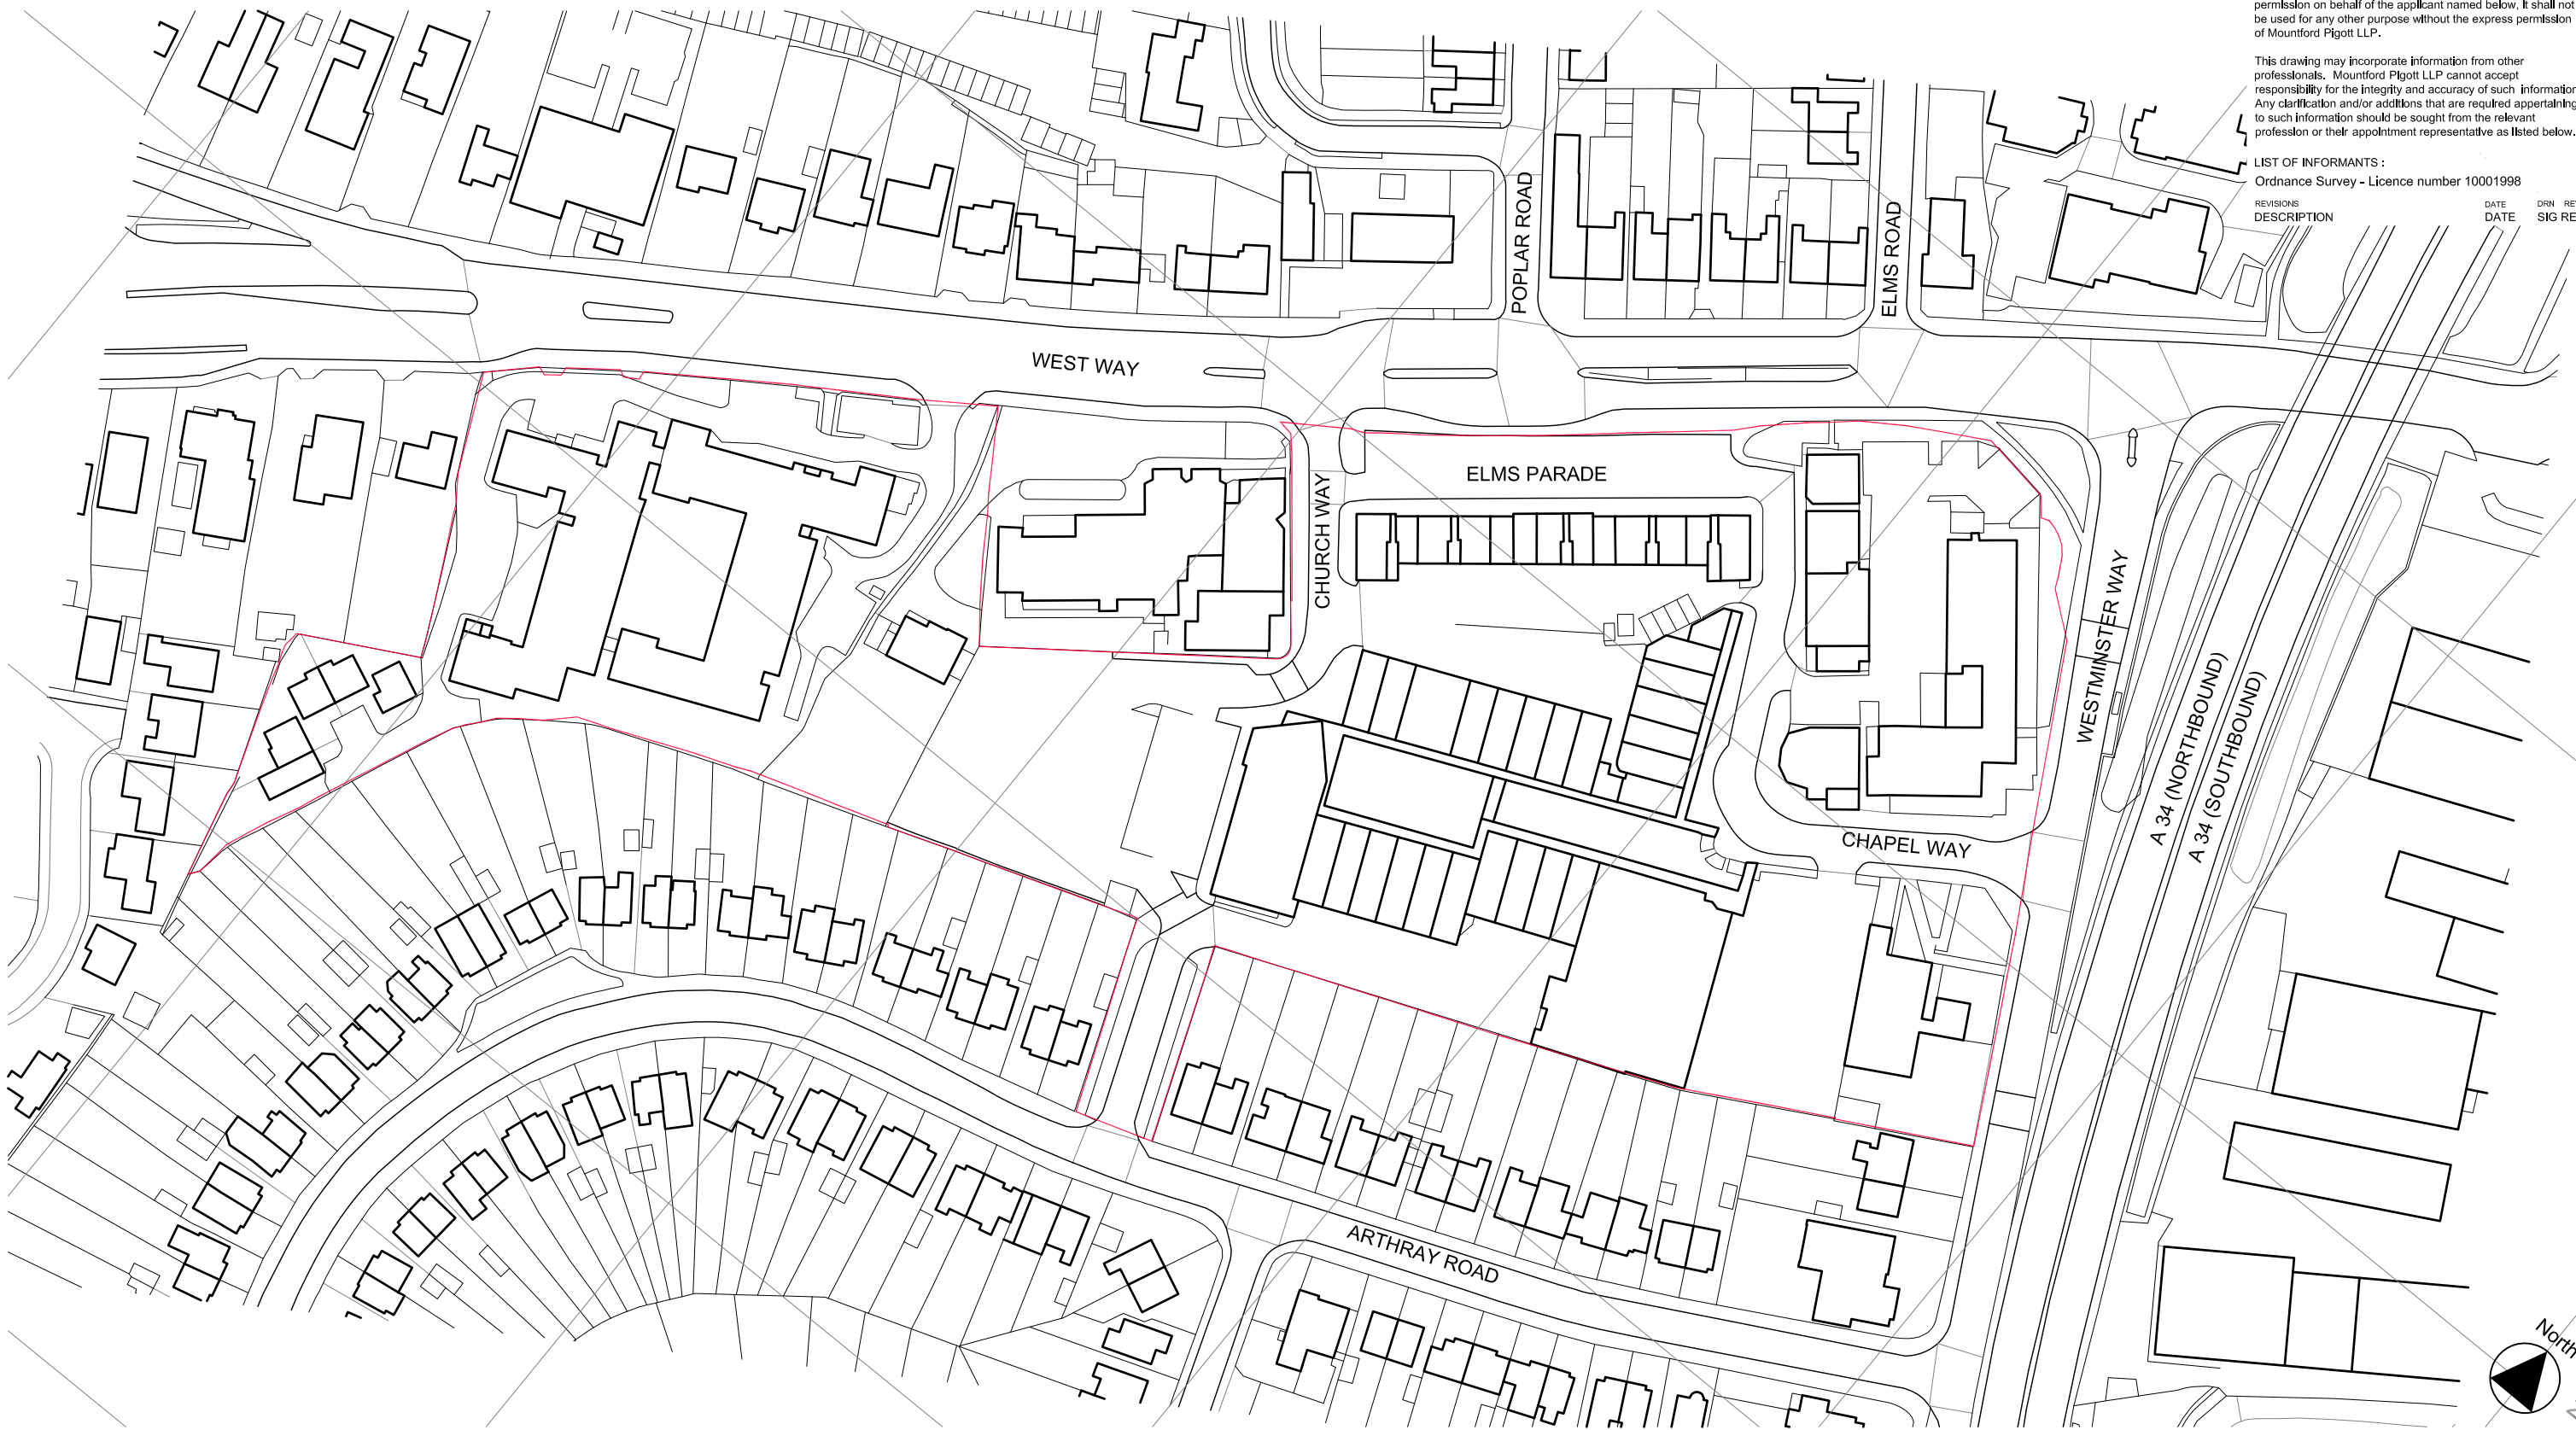 permission on behalf of the applicant named below, it shall not
be used for any other purpose without the express permission
of Mountford Pigott LLP.
This drawing may incorporate information from other
professionals. Mountford Pigott LLP cannot accept
responsibility for the integrity and accuracy of such information
Any clarification and/or additions that are required appertaining
to such information should be sought from the relevant
profession or their appointment representative as listed below.
LIST OF INFORMANTS :
Ordnance Survey - Licence number 10001998
REVISIONS DATE DRN RE
DESCRIPTION DATE SIG RE
POPLAR ROAD
ELMS ROAD
WEST WAY
ELMS PARADE
CHURCH WAY
WESTMINSTER WAY
A 34 (NORTHBOUND)
A 34 (SOUTHBOUND)
CHAPEL WAY
ARTHRAY ROAD
North